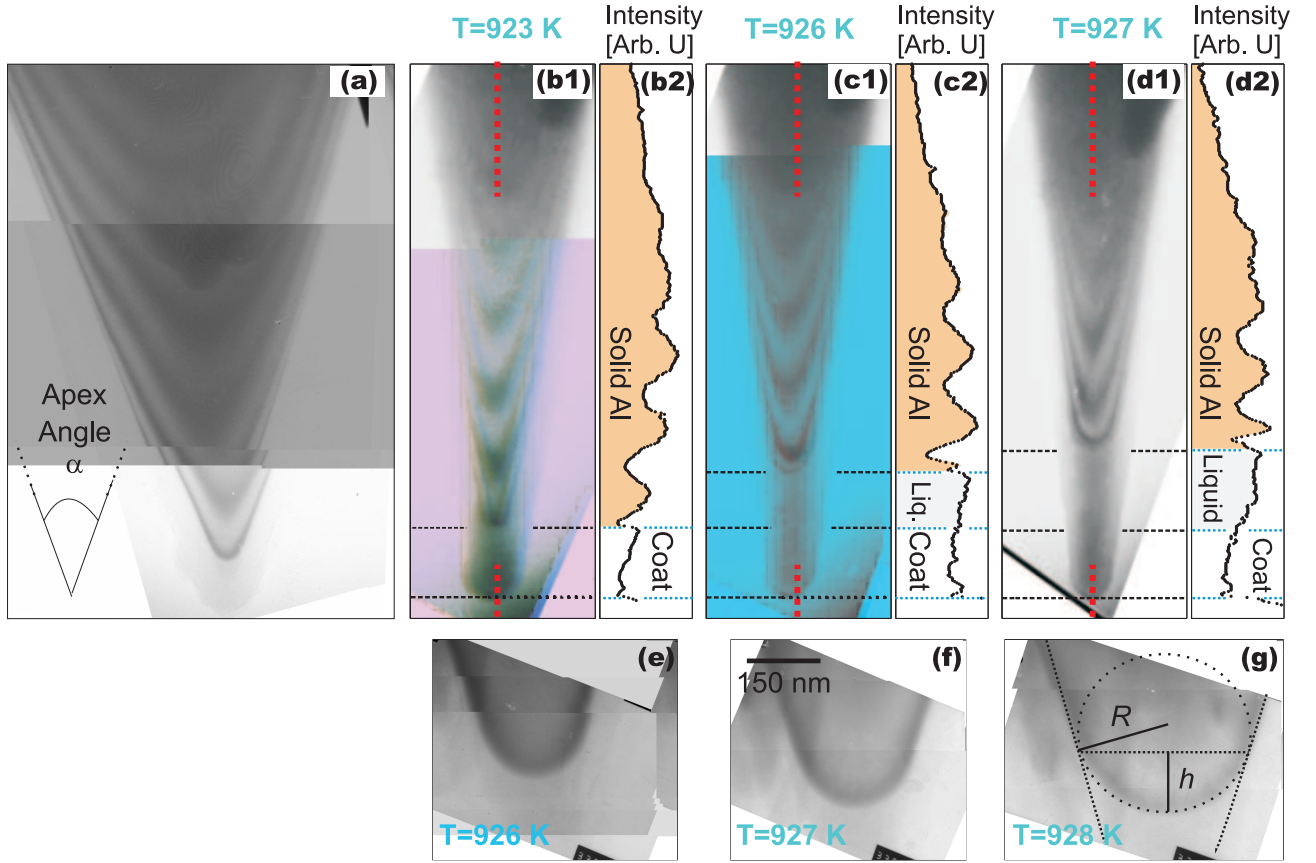 Intensity
[Arb. U]
Intensity
[Arb. U]
Intensity
[Arb. U]
T=923 K
T=926 K
T=927 K
(a)
(b1)
(b2)
(c1)
(c2)
(d1)
(d2)
Solid Al
Solid Al
Solid Al
Apex
Angle
α
Liq.
Liquid
Coat
Coat
Coat
(e)
(f)
(g)
150 nm
R
h
T=926 K
T=927 K
T=928 K